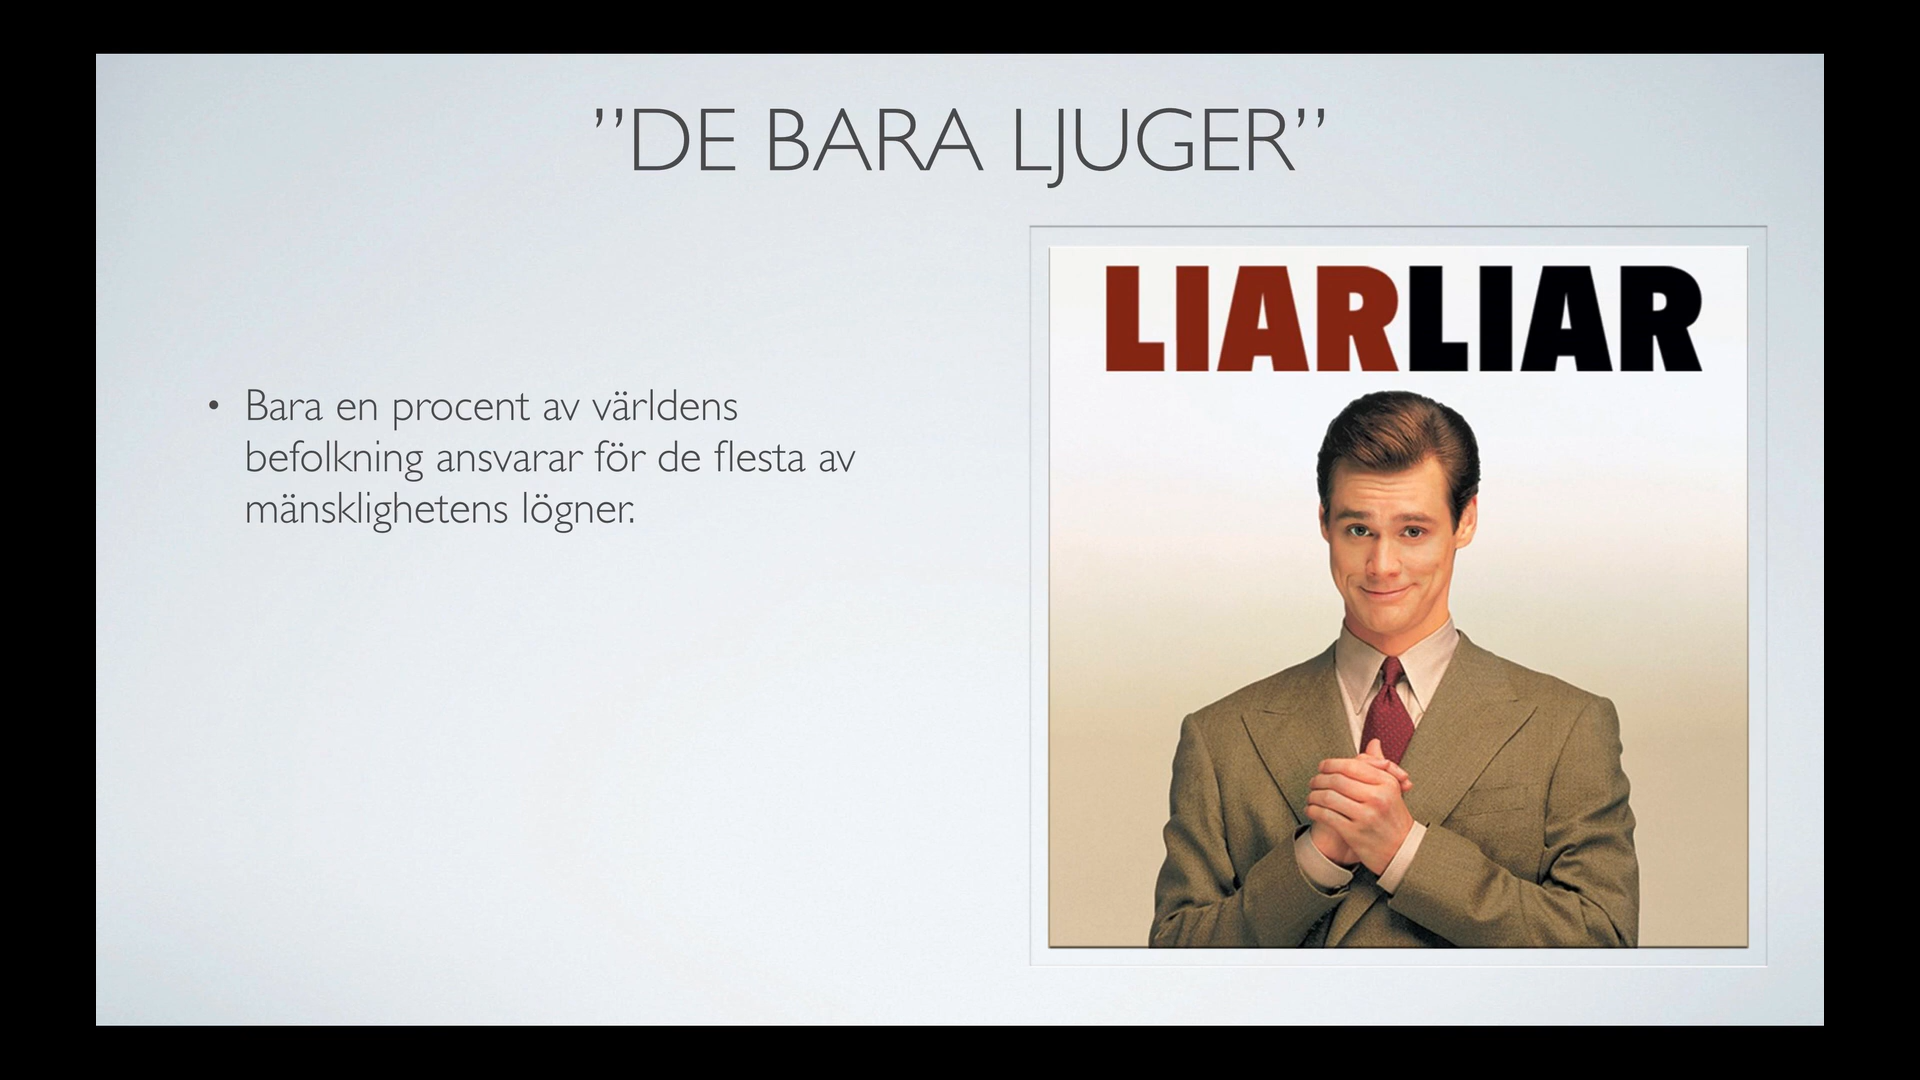 ”DE BARA LJUGER”
• Bara en procent av världens
befolkning ansvarar för de flesta av
mänsklighetens lögner.
LIARLIAR